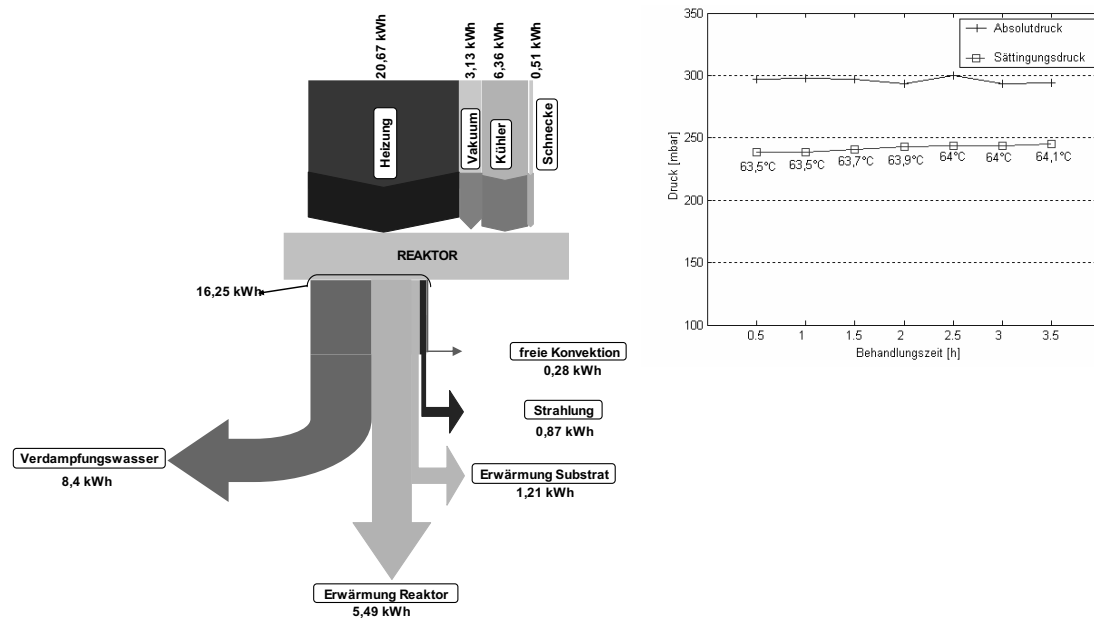 20,67 kWh
3,13 kWh
6,36 kWh
0,51 kWh
Heizung
Vakuum
Kühler
Schnecke
REAKTOR
16,25 kWh
freie Konvektion
0,28 kWh
Strahlung
0,87 kWh
Verdampfungswasser
8,4 kWh
Erwärmung Substrat
1,21 kWh
Erwärmung Reaktor
5,49 kWh
350
300
250
200
150
100
Druck [mbar]
Absolutdruck
Sättingungsdruck
63,5°C 63,5°C 63,7°C 63,9°C 64°C 64°C 64,1°C
0.5 1 1.5 2 2.5 3 3.5
Behandlungszeit [h]